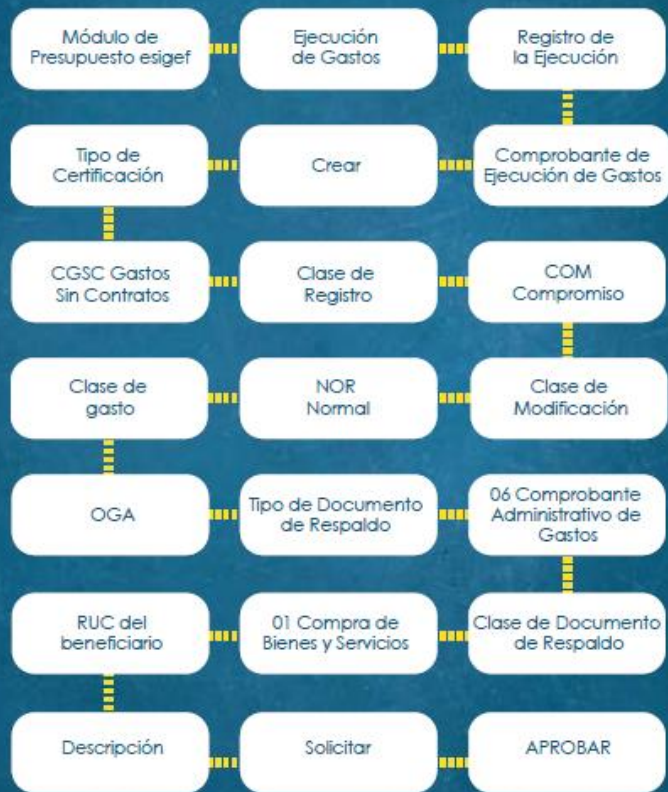 Módulo de
Presupuesto esigef
Ejecución
de Gastos
Registro de
la Ejecución
Tipo de
Certificación
Crear
Comprobante de
Ejecución de Gastos
CGSC Gastos
Sin Contratos
Clase de
Registro
COM
Compromiso
Clase de
gasto
NOR
Normal
Clase de
Modificación
OGA
Tipo de Documento
de Respaldo
06 Comprobante
Administrativo de
Gastos
RUC del
beneficiario
01 Compra de
Bienes y Servicios
Clase de Documento
de Respaldo
Descripción
Solicitar
APROBAR